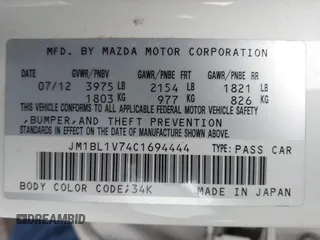 MFD. BY MAZDA MOTOR CORPORATION
GVWR/PNBV GAWR/PNBE FR GAWR/PNBE RR
07/12 3975 LB 2154 LB 1821 LB
1803 KG 977 KG 826 KG
THIS VEHICLE CONFORMS TO ALL APPLICABLE FEDERAL MOTOR VEHICLE SAFETY
,BUMPER,AND THEFT PREVENTION
STANDARDS IN EFFECT ON THE DATE OF MANUFACTURE SHOWN ABOVE.
JM1BL1V74C1694444 TYPE: PASS CAR
BODY COLOR CODE;34K MADE IN JAPAN
DREAMBID